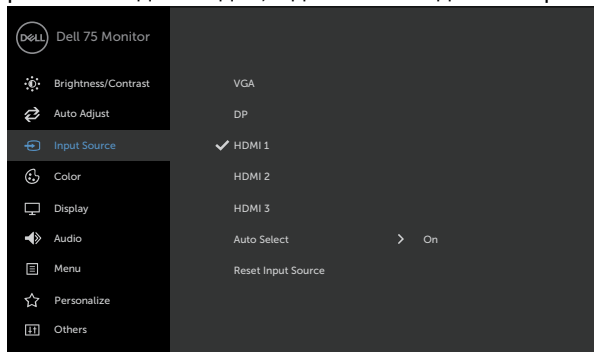 DELL Dell 75 Monitor
Brightness/Contrast
VGA
Auto Adjust
DP
Input Source
HDMI 1
Color
HDMI 2
Display
HDMI 3
Audio
Auto Select On
Menu
Reset Input Source
Personalize
Others